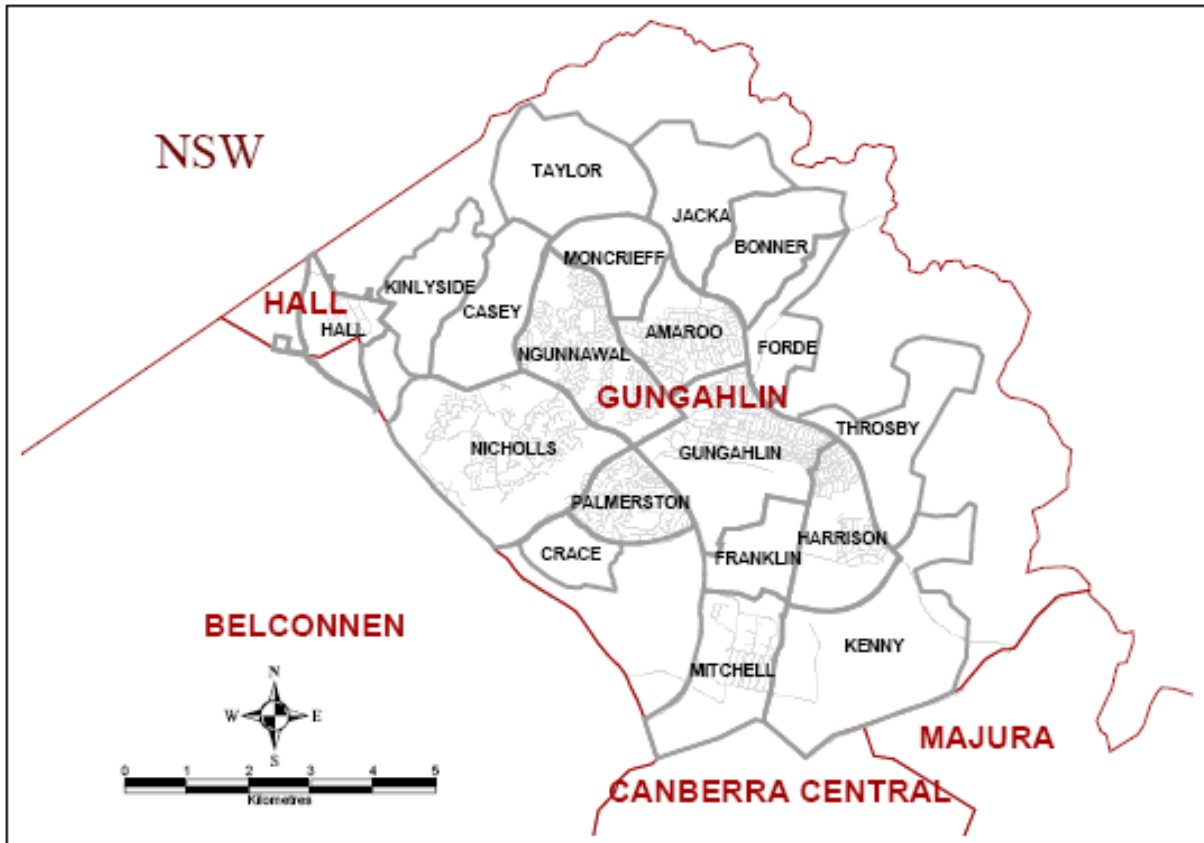 NSW
TAYLOR
JACKA
BONNER
MONCRIEFF
KINLYSIDE
HALL
CASEY
HALL
AMAROO
FORDE
NGUNNAWAL
GUNGAHLIN
THROSBY
NICHOLLS
GUNGAHLIN
PALMERSTON
HARRISON
CRACE
FRANKLIN
BELCONNEN
KENNY
MITCHELL
N
W
E
S
MAJURA
0 1 2 3 4 5
Kilometres
CANBERRA CENTRAL